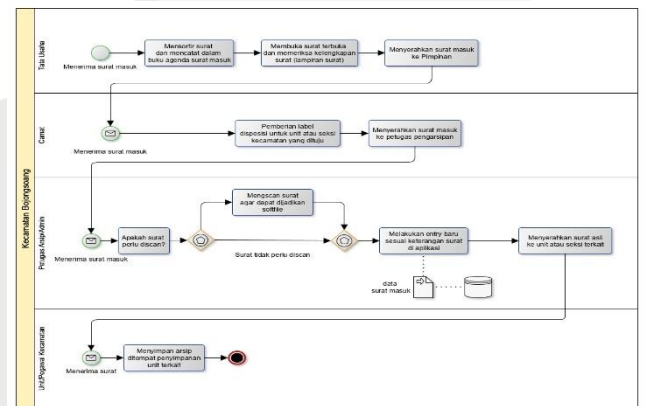 Kecamatan Bojongsoang
Tata Usaha
Menerima surat masuk
Mensortir surat
dan mencatat dalam
buku agenda surat masuk
Membuka surat terbuka
dan memeriksa kelengkapan
surat (lampiran surat)
Menyerahkan surat masuk
ke Pimpinan
Camat
Menerima surat masuk
Pemberian label
disposisi untuk unit atau seksi
kecamatan yang dituju
Menyerahkan surat masuk
ke petugas pengarsipan
Petugas Arsip/Admin
Menerima surat masuk
Apakah surat
perlu discan?
Mengscan surat
agar dapat dijadikan
softfile
Surat tidak perlu discan
Melakukan entry baru
sesuai keterangan surat
di aplikasi
data
surat masuk
Menyerahkan surat asli
ke unit atau seksi terkait
Unit/Pegawai Kecamatan
Menerima surat
Menyimpan arsip
ditempat penyimpanan
unit terkait